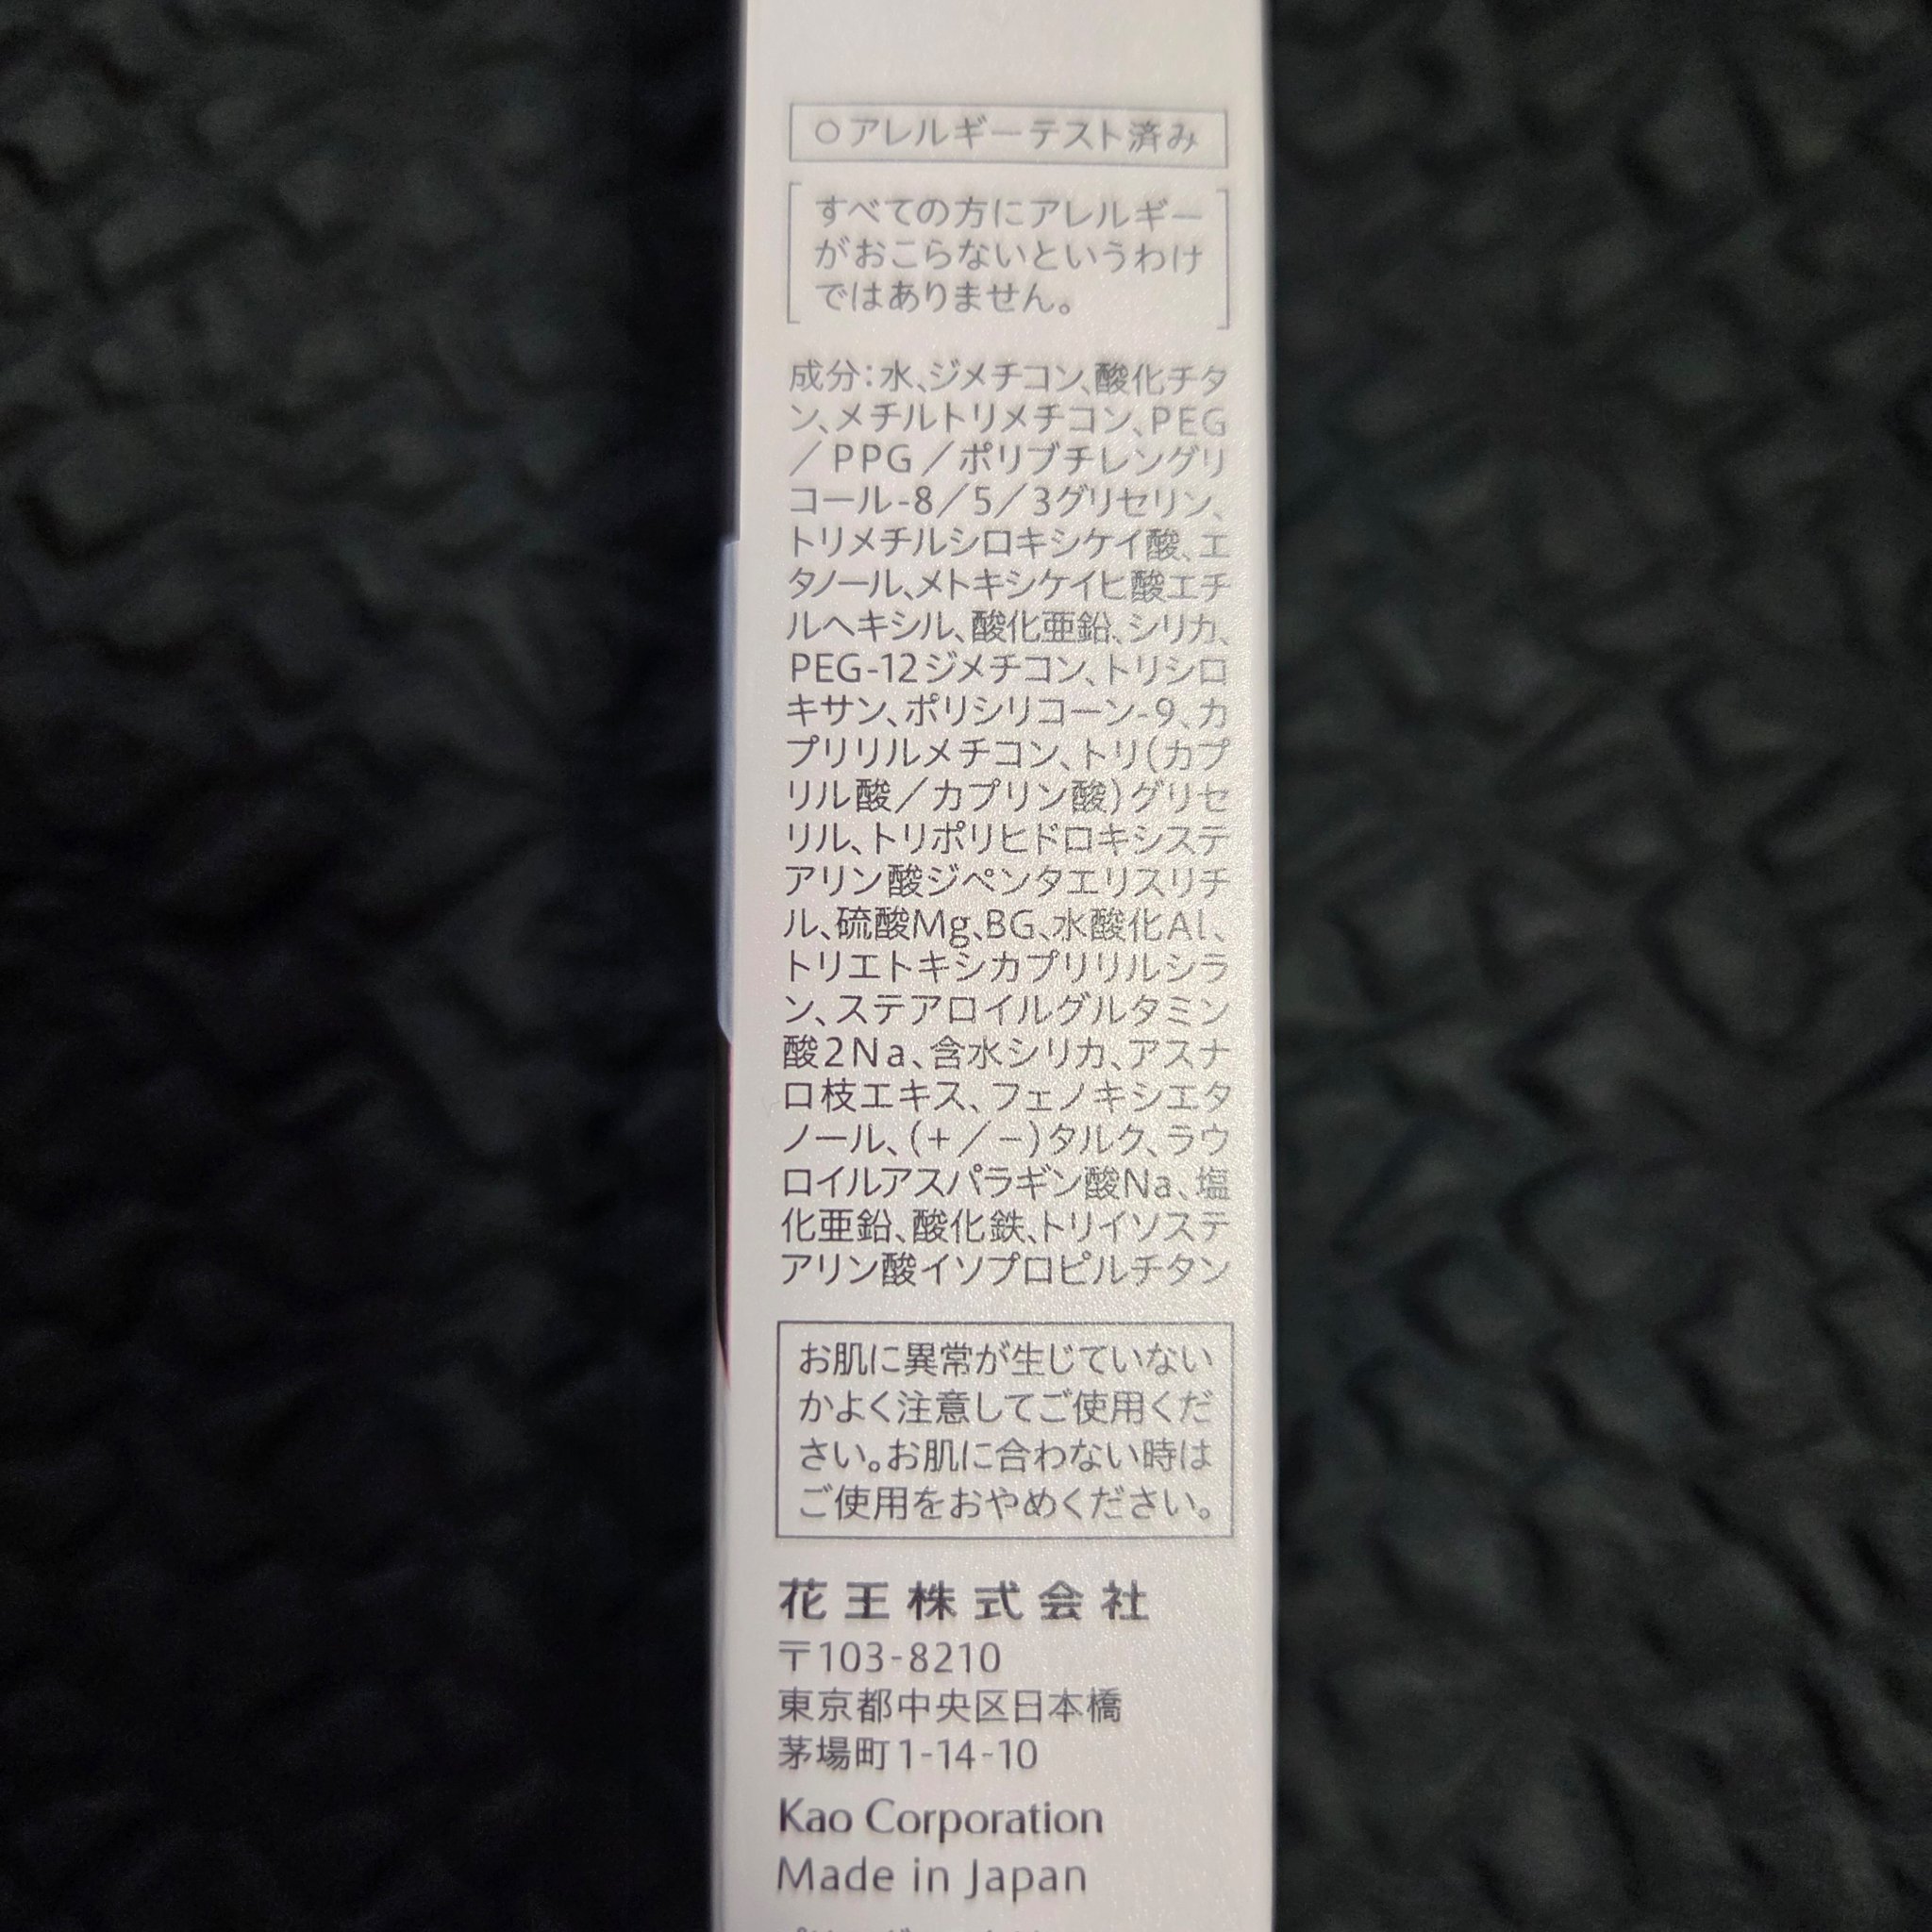 ○アレルギーテスト済み
すべての方にアレルギー
がおこらないというわけ
ではありません。
成分：水、ジメチコン、酸化チタ
ン、メチルトリメチコン、PEG
／PPG／ポリブチレングリ
コール-8／5／3グリセリン、
トリメチルシロキシケイ酸、エ
タノール、メトキシケイヒ酸エチ
ルヘキシル、酸化亜鉛、シリカ、
PEG-12ジメチコン、トリシロ
キサン、ポリシリコーン-9、カ
プリリルメチコン、トリ(カプ
リル酸／カプリン酸)グリセ
リル、トリポリヒドロキシステ
アリン酸ジペンタエリスリチ
ル、硫酸Mg、BG、水酸化Al、
トリエトキシカプリリルシラ
ン、ステアロイルグルタミン
酸2Na、含水シリカ、アスナ
ロ枝エキス、フェノキシエタ
ノール、(+／−)タルク、ラウ
ロイルアスパラギン酸Na、塩
化亜鉛、酸化鉄、トリイソステ
アリン酸イソプロピルチタン
お肌に異常が生じていない
かよく注意してご使用くだ
さい。お肌に合わない時は
ご使用をおやめください。
花王株式会社
〒103-8210
東京都中央区日本橋
茅場町1-14-10
Kao Corporation
Made in Japan